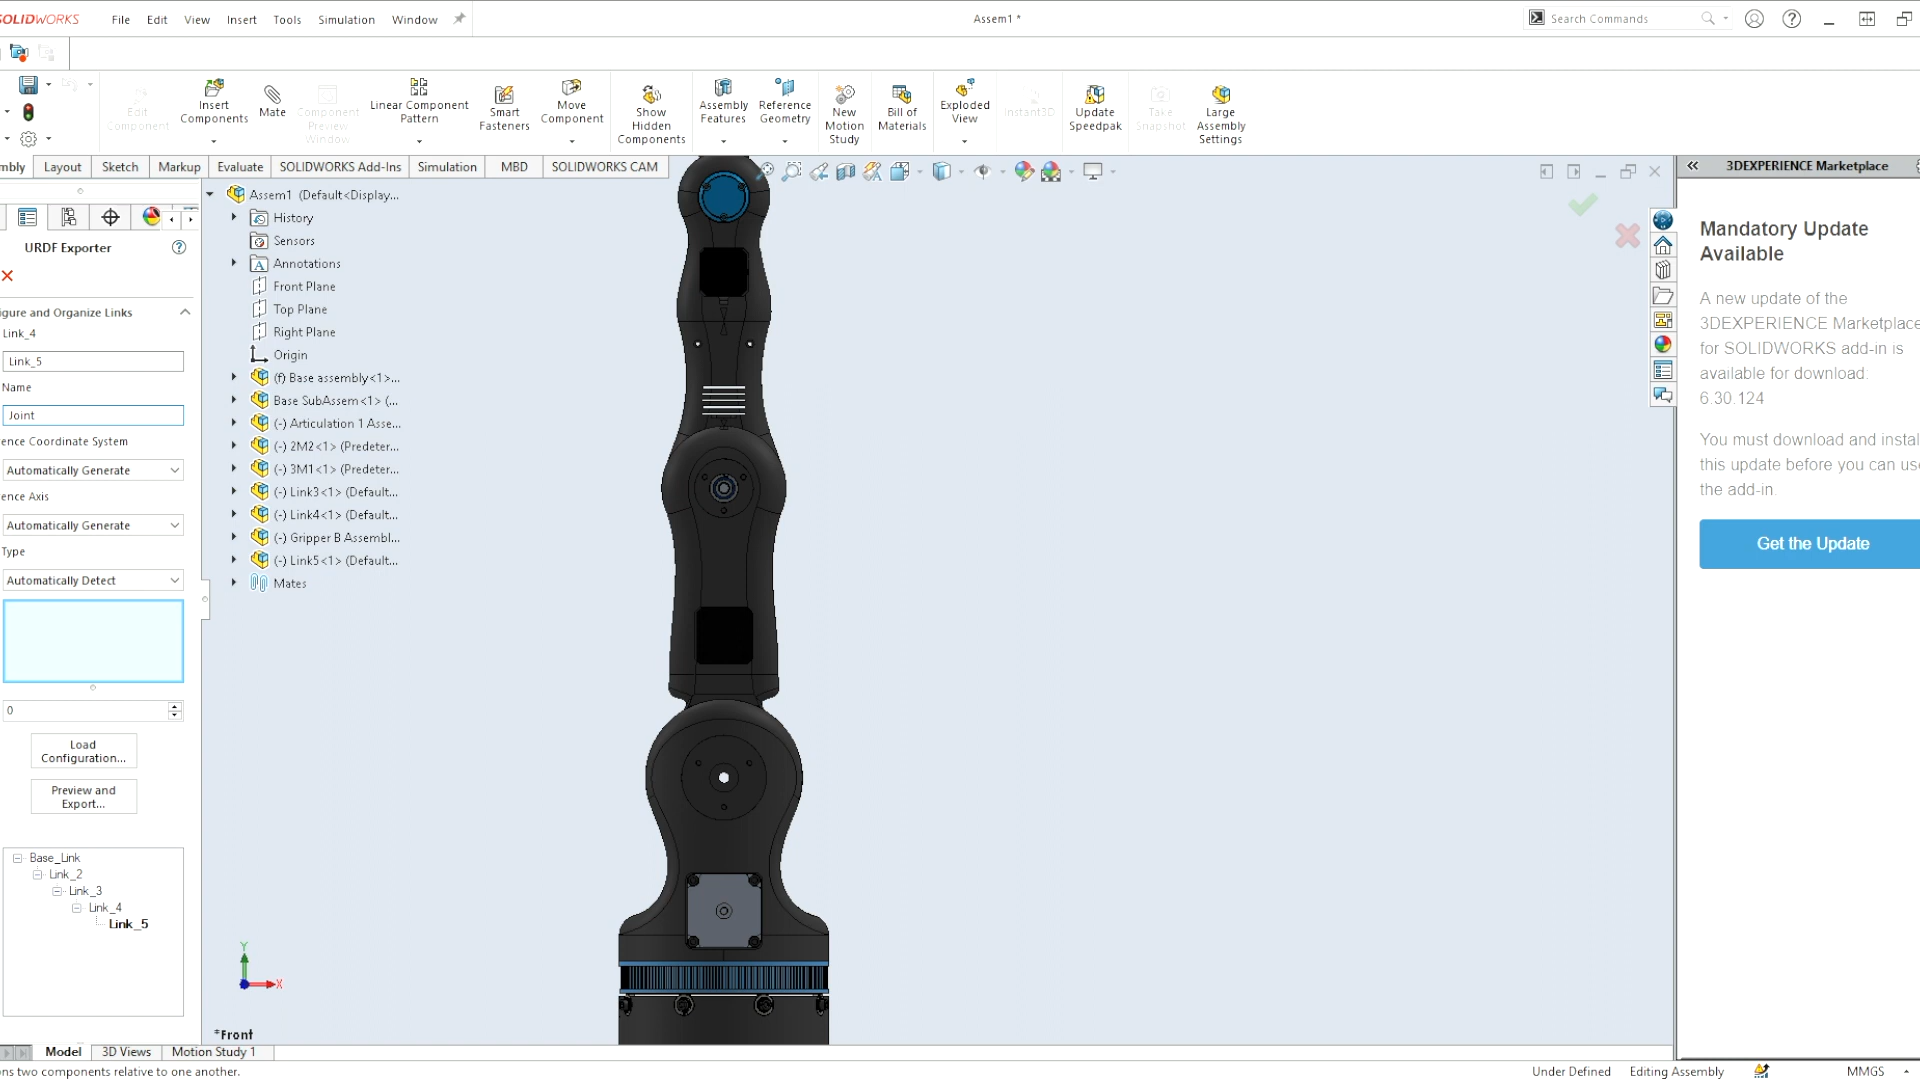 SOLIDWORKS File Edit View Insert Tools Simulation Window Assem1 * Search Commands
Edit Component
Insert Components
Mate
Component Preview Window
Linear Component Pattern
Smart Fasteners
Move Component
Show Hidden Components
Assembly Features
Reference Geometry
New Motion Study
Bill of Materials
Exploded View
Instant3D
Update Speedpak
Take Snapshot
Large Assembly Settings
mbly Layout Sketch Markup Evaluate SOLIDWORKS Add-Ins Simulation MBD SOLIDWORKS CAM
URDF Exporter
igure and Organize Links
Link_4
Link_5
Name
Joint
ence Coordinate System
Automatically Generate
ence Axis
Automatically Generate
Type
Automatically Detect
0
Load
Configuration...
Preview and
Export...
Base_Link
Link_2
Link_3
Link_4
Link_5
Assem1 (Default<Display...
History
Sensors
Annotations
Front Plane
Top Plane
Right Plane
Origin
(f) Base assembly<1>...
Base SubAssem<1> (...
(-) Articulation 1 Asse...
(-) 2M2<1> (Predeter...
(-) 3M1<1> (Predeter...
(-) Link3<1> (Default...
(-) Link4<1> (Default...
(-) Gripper B Assembl...
(-) Link5<1> (Default...
Mates
Y
X
*Front
3DEXPERIENCE Marketplace
Mandatory Update
Available
A new update of the
3DEXPERIENCE Marketplace
for SOLIDWORKS add-in is
available for download:
6.30.124
You must download and instal
this update before you can use
the add-in.
Get the Update
Model 3D Views Motion Study 1
ns two components relative to one another. Under Defined Editing Assembly MMGS